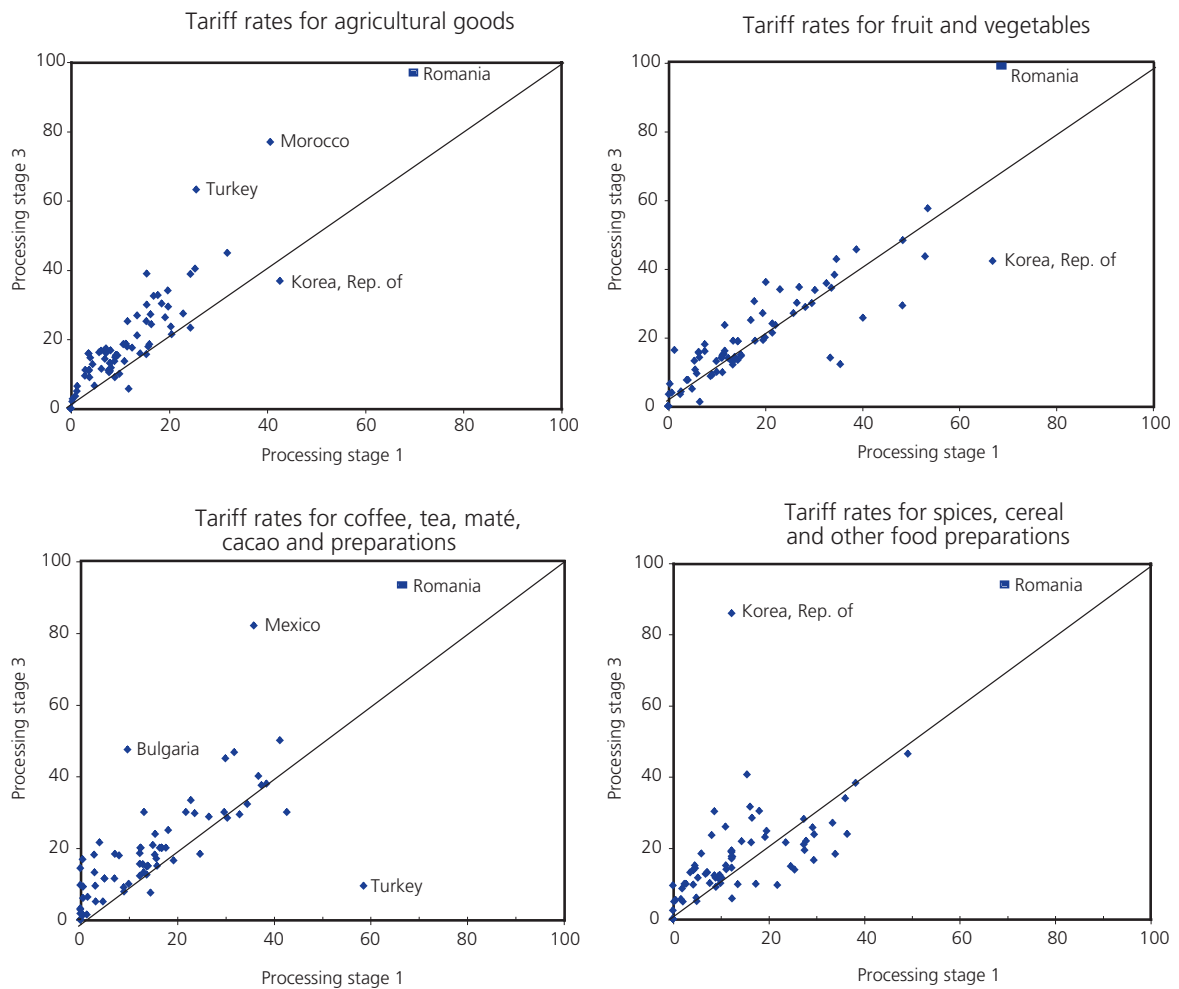 Tariff rates for agricultural goods
100
80
60
40
20
0
0 20 40 60 80 100
Processing stage 3
Processing stage 1
Romania
Morocco
Turkey
Korea, Rep. of
Tariff rates for fruit and vegetables
100
80
60
40
20
0
0 20 40 60 80 100
Processing stage 3
Processing stage 1
Romania
Korea, Rep. of
Tariff rates for coffee, tea, maté,
cacao and preparations
100
80
60
40
20
0
0 20 40 60 80 100
Processing stage 3
Processing stage 1
Romania
Mexico
Bulgaria
Turkey
Tariff rates for spices, cereal
and other food preparations
100
80
60
40
20
0
0 20 40 60 80 100
Processing stage 3
Processing stage 1
Romania
Korea, Rep. of